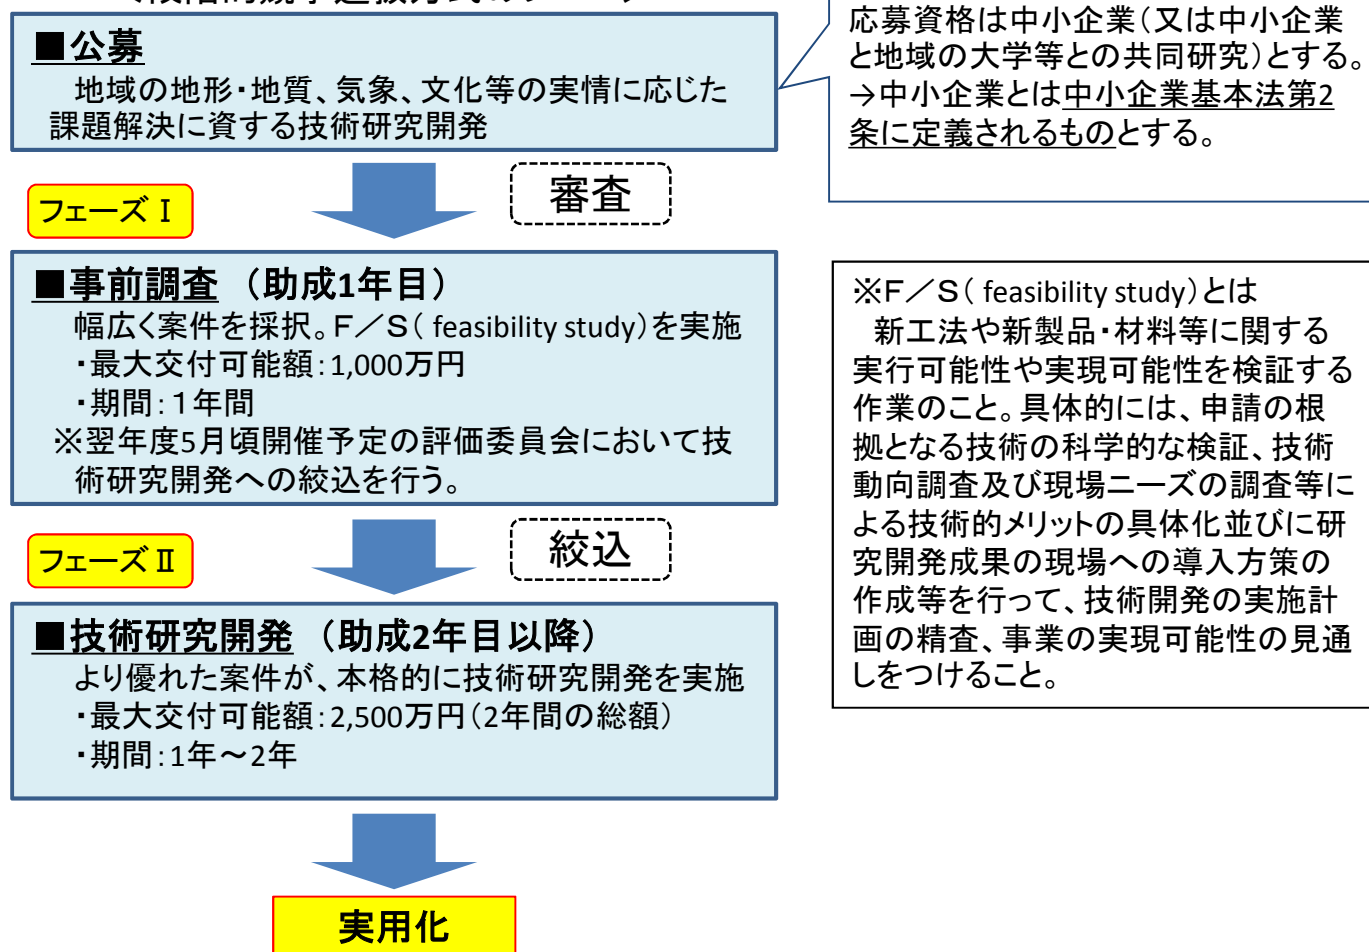 ■公募
地域の地形・地質、気象、文化等の実情に応じた
課題解決に資する技術研究開発
応募資格は中小企業（又は中小企業
と地域の大学等との共同研究）とする。
→中小企業とは中小企業基本法第2
条に定義されるものとする。
フェーズⅠ
審査
■事前調査 （助成1年目）
幅広く案件を採択。Ｆ／Ｓ（ feasibility study）を実施
・最大交付可能額：1,000万円
・期間：１年間
※翌年度5月頃開催予定の評価委員会において技
術研究開発への絞込を行う。
※Ｆ／Ｓ（ feasibility study）とは
新工法や新製品・材料等に関する
実行可能性や実現可能性を検証する
作業のこと。具体的には、申請の根
拠となる技術の科学的な検証、技術
動向調査及び現場ニーズの調査等に
よる技術的メリットの具体化並びに研
究開発成果の現場への導入方策の
作成等を行って、技術開発の実施計
画の精査、事業の実現可能性の見通
しをつけること。
フェーズⅡ
絞込
■技術研究開発 （助成2年目以降）
より優れた案件が、本格的に技術研究開発を実施
・最大交付可能額：2,500万円（2年間の総額）
・期間：1年～2年
実用化